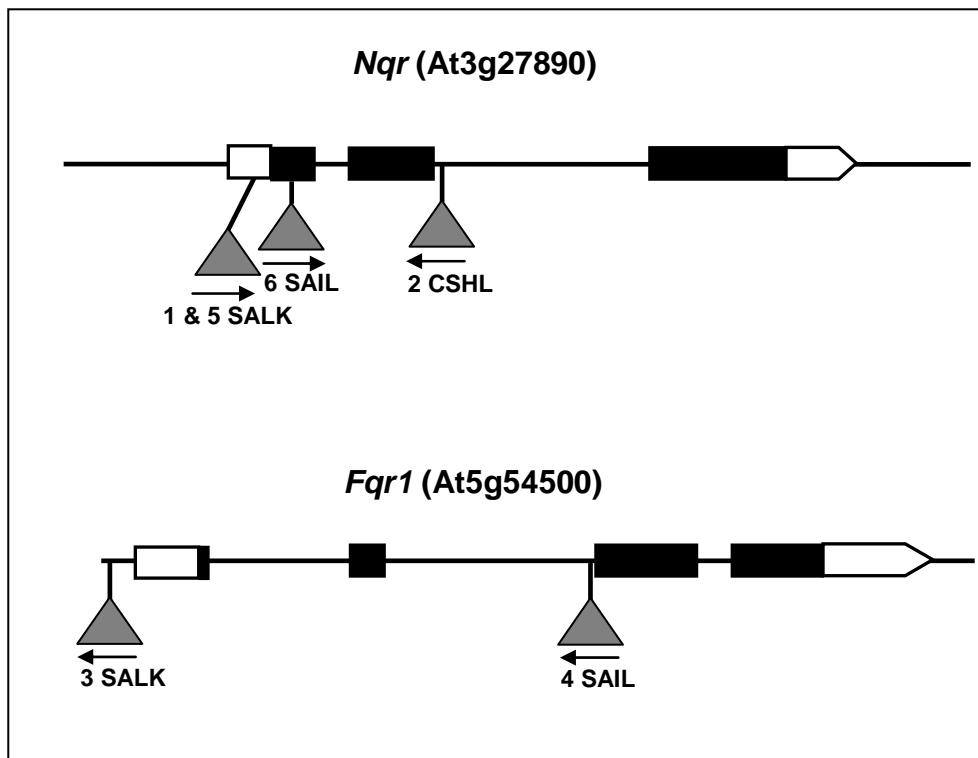 Nqr (At3g27890)
6 SAIL
2 CSHL
1 & 5 SALK
Fqr1 (At5g54500)
3 SALK
4 SAIL